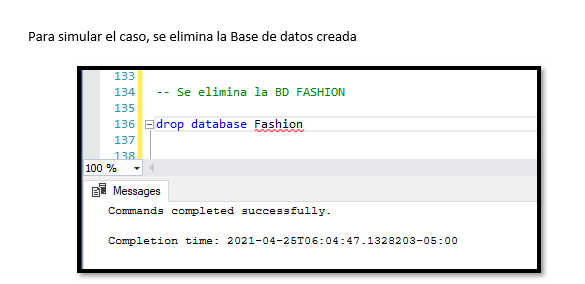 Para simular el caso, se elimina la Base de datos creada
133
134 -- Se elimina la BD FASHION
135
136 drop database Fashion
137
138
100 %
Messages
Commands completed successfully.
Completion time: 2021-04-25T06:04:47.1328203-05:00